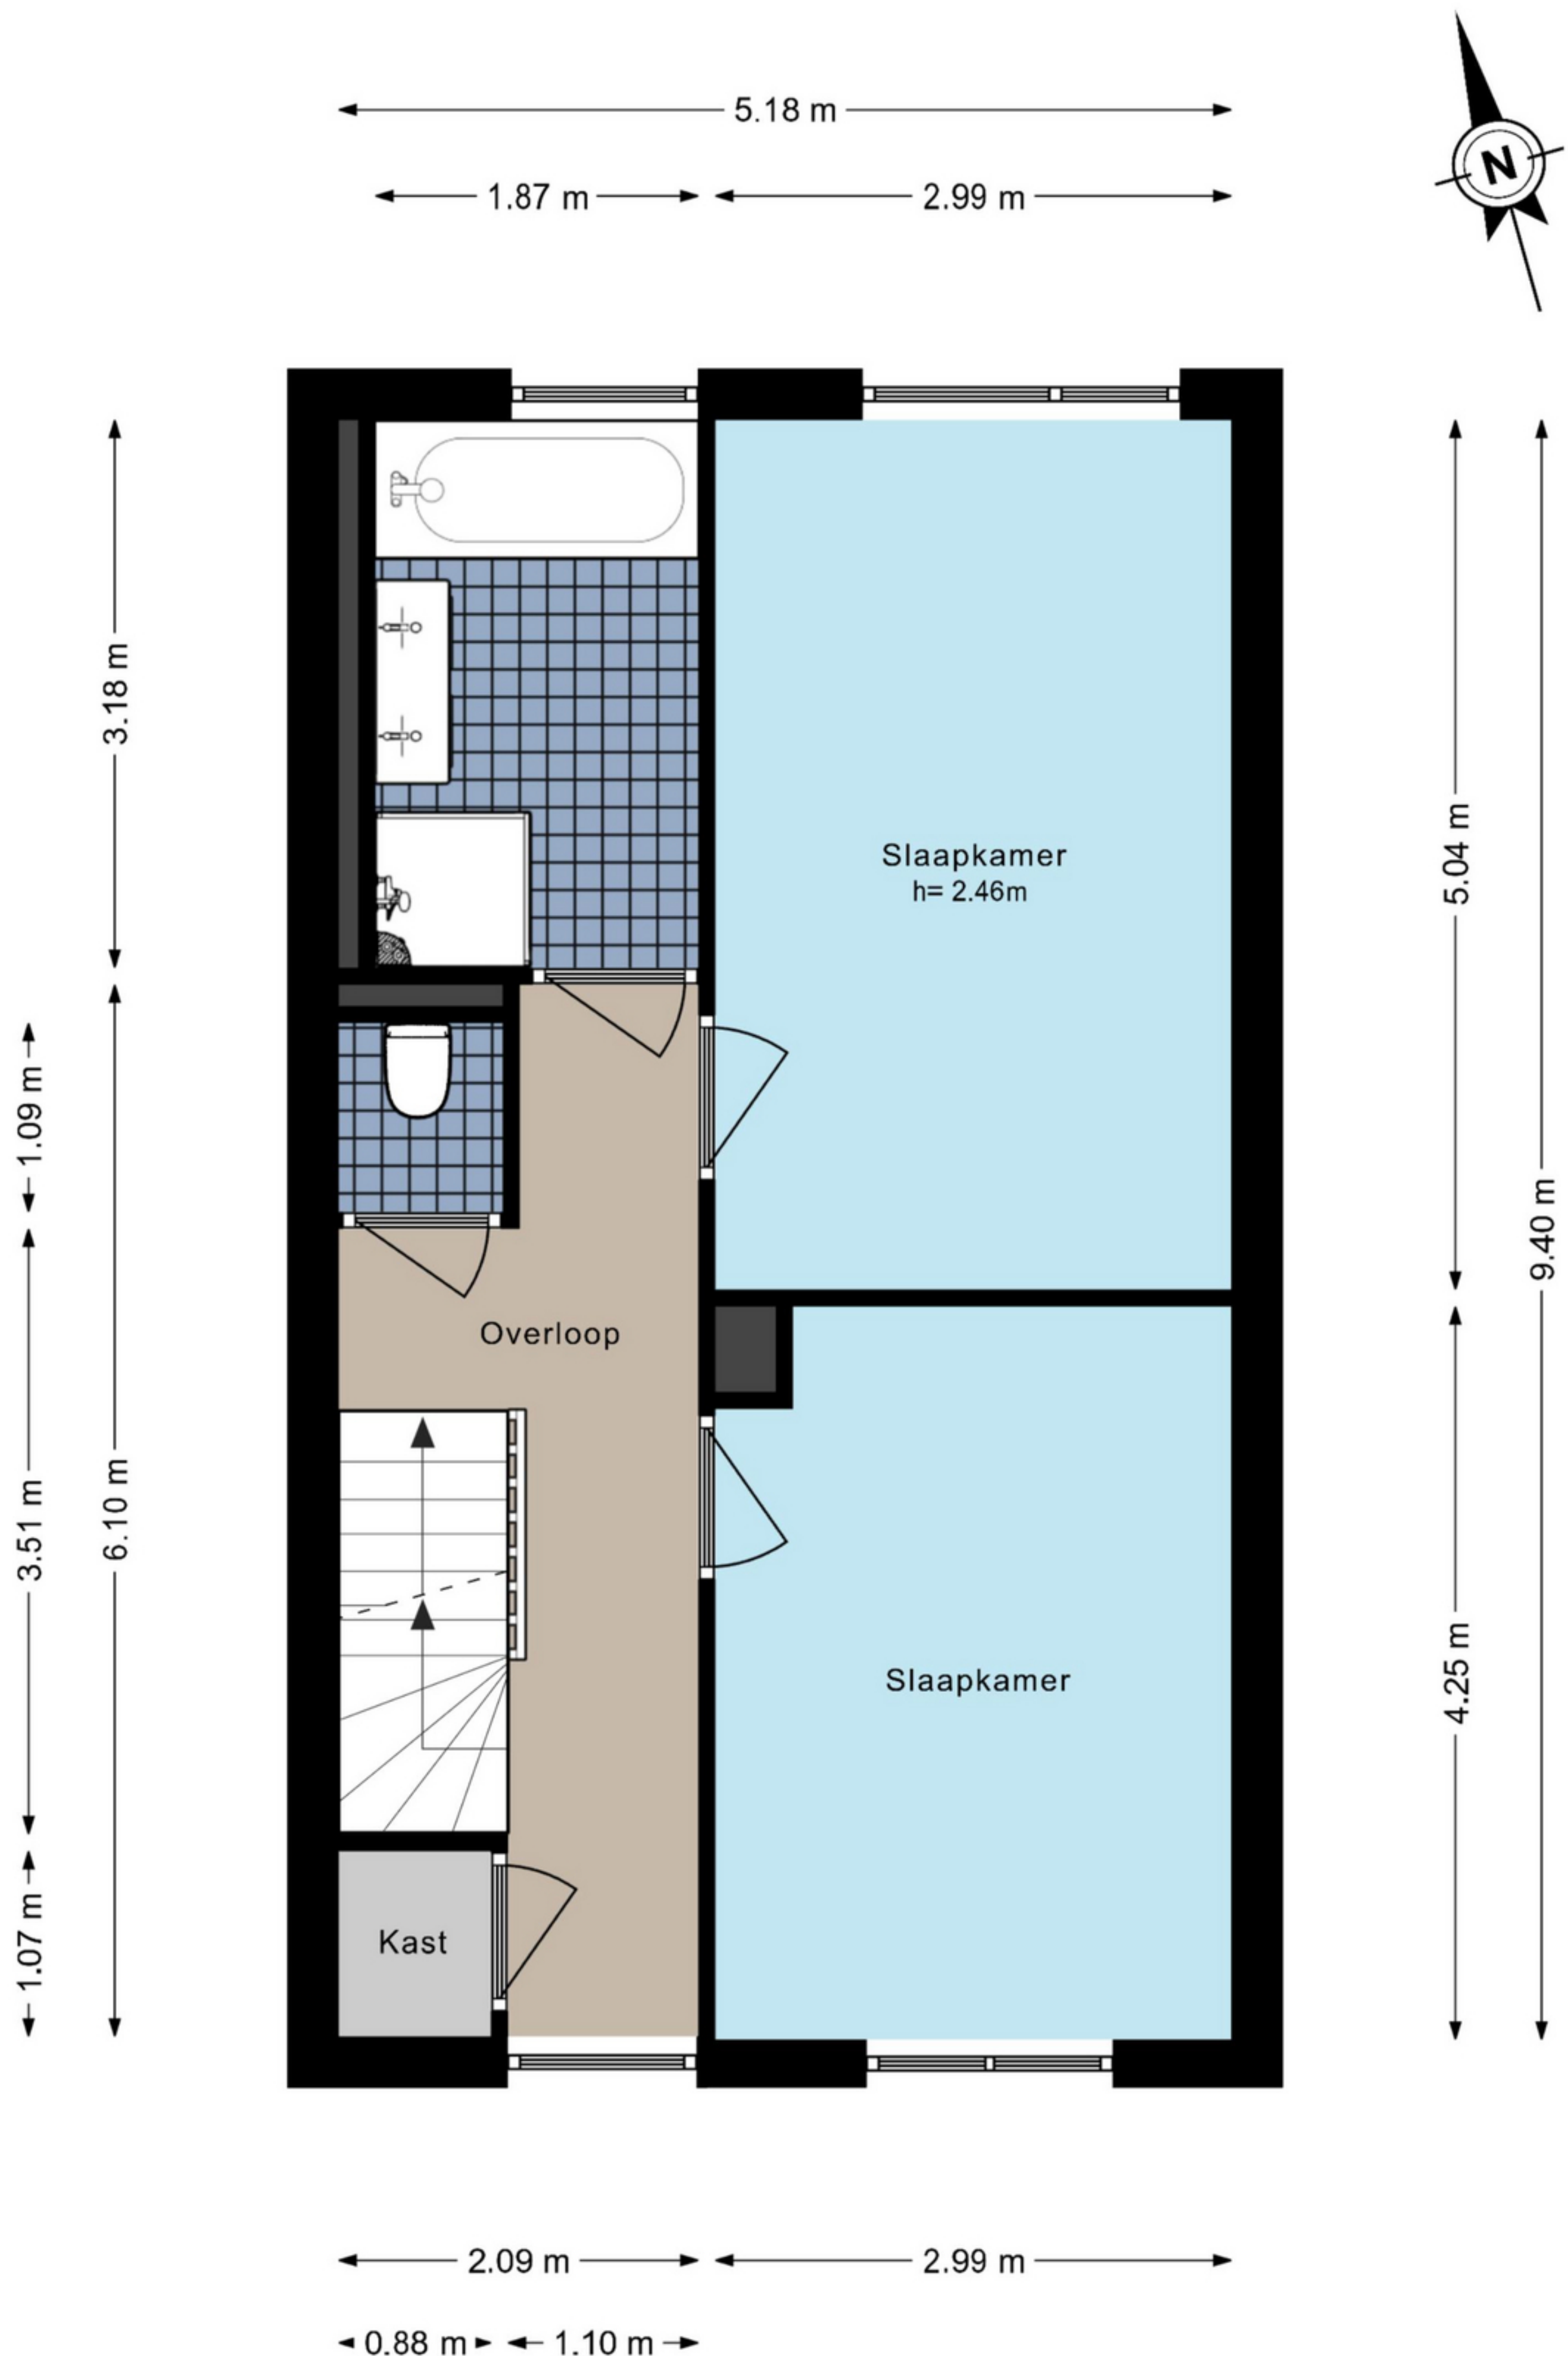 5.18 m
1.87 m
2.99 m
N
3.18 m
5.04 m
Slaapkamer
h= 2.46m
1.09 m
9.40 m
Overloop
3.51 m
6.10 m
4.25 m
Slaapkamer
1.07 m
Kast
2.09 m
2.99 m
0.88 m
1.10 m